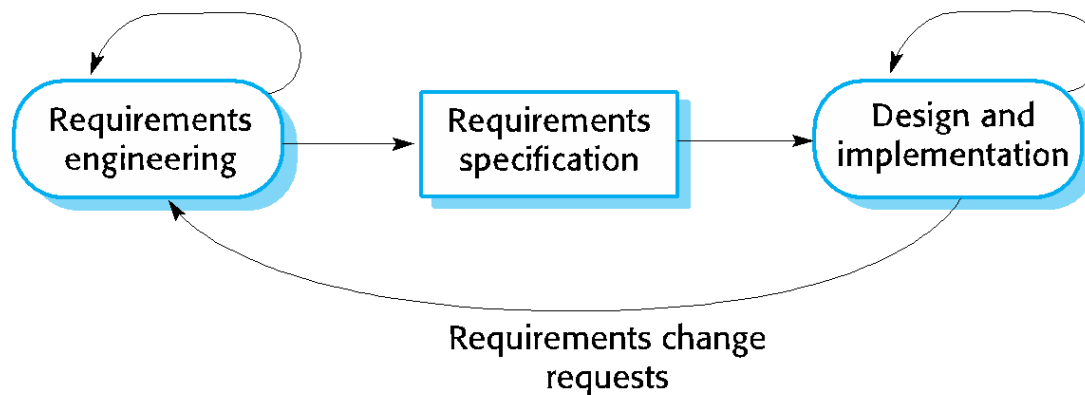 Requirements
engineering
Requirements
specification
Design and
implementation
Requirements change
requests